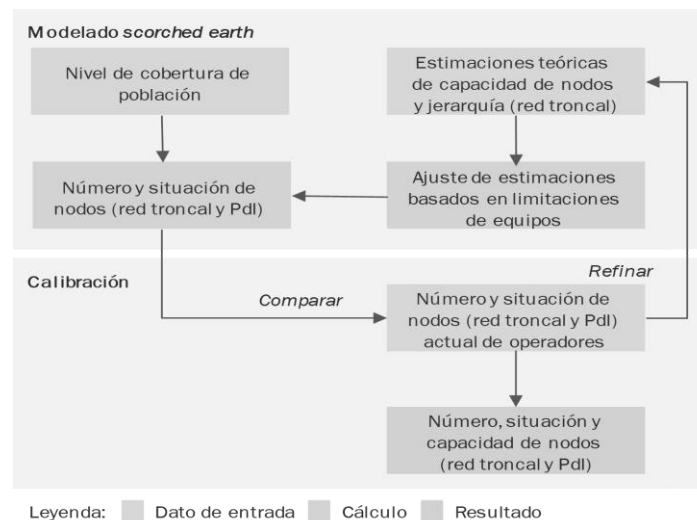 Modelado scorched earth
Nivel de cobertura de
población
Estimaciones teóricas
de capacidad de nodos
y jerarquía (red troncal)
Número y situación de
nodos (red troncal y PdI)
Ajuste de estimaciones
basados en limitaciones
de equipos
Calibración
Comparar
Refinar
Número y situación de
nodos (red troncal y PdI)
actual de operadores
Número, situación y
capacidad de nodos
(red troncal y PdI)
Leyenda: Dato de entrada Cálculo Resultado